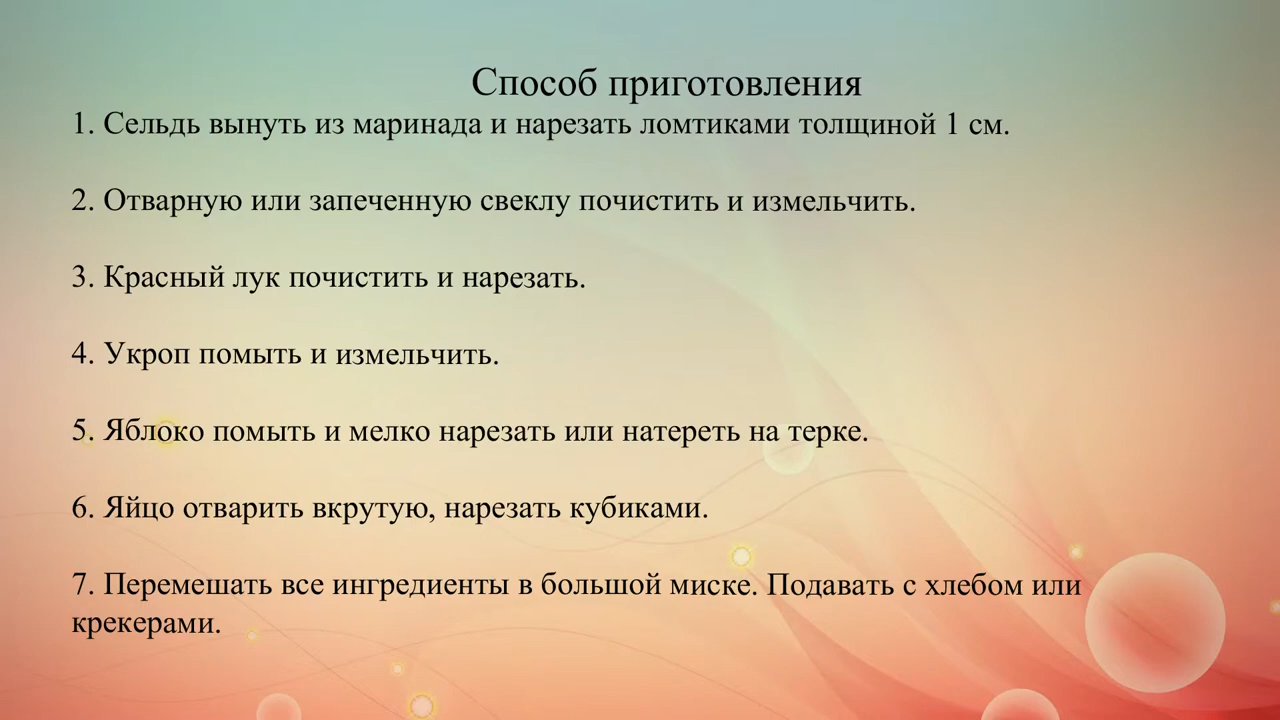 Способ приготовления
1. Сельдь вынуть из маринада и нарезать ломтиками толщиной 1 см.
2. Отварную или запеченную свеклу почистить и измельчить.
3. Красный лук почистить и нарезать.
4. Укроп помыть и измельчить.
5. Яблоко помыть и мелко нарезать или натереть на терке.
6. Яйцо отварить вкрутую, нарезать кубиками.
7. Перемешать все ингредиенты в большой миске. Подавать с хлебом или
крекерами.